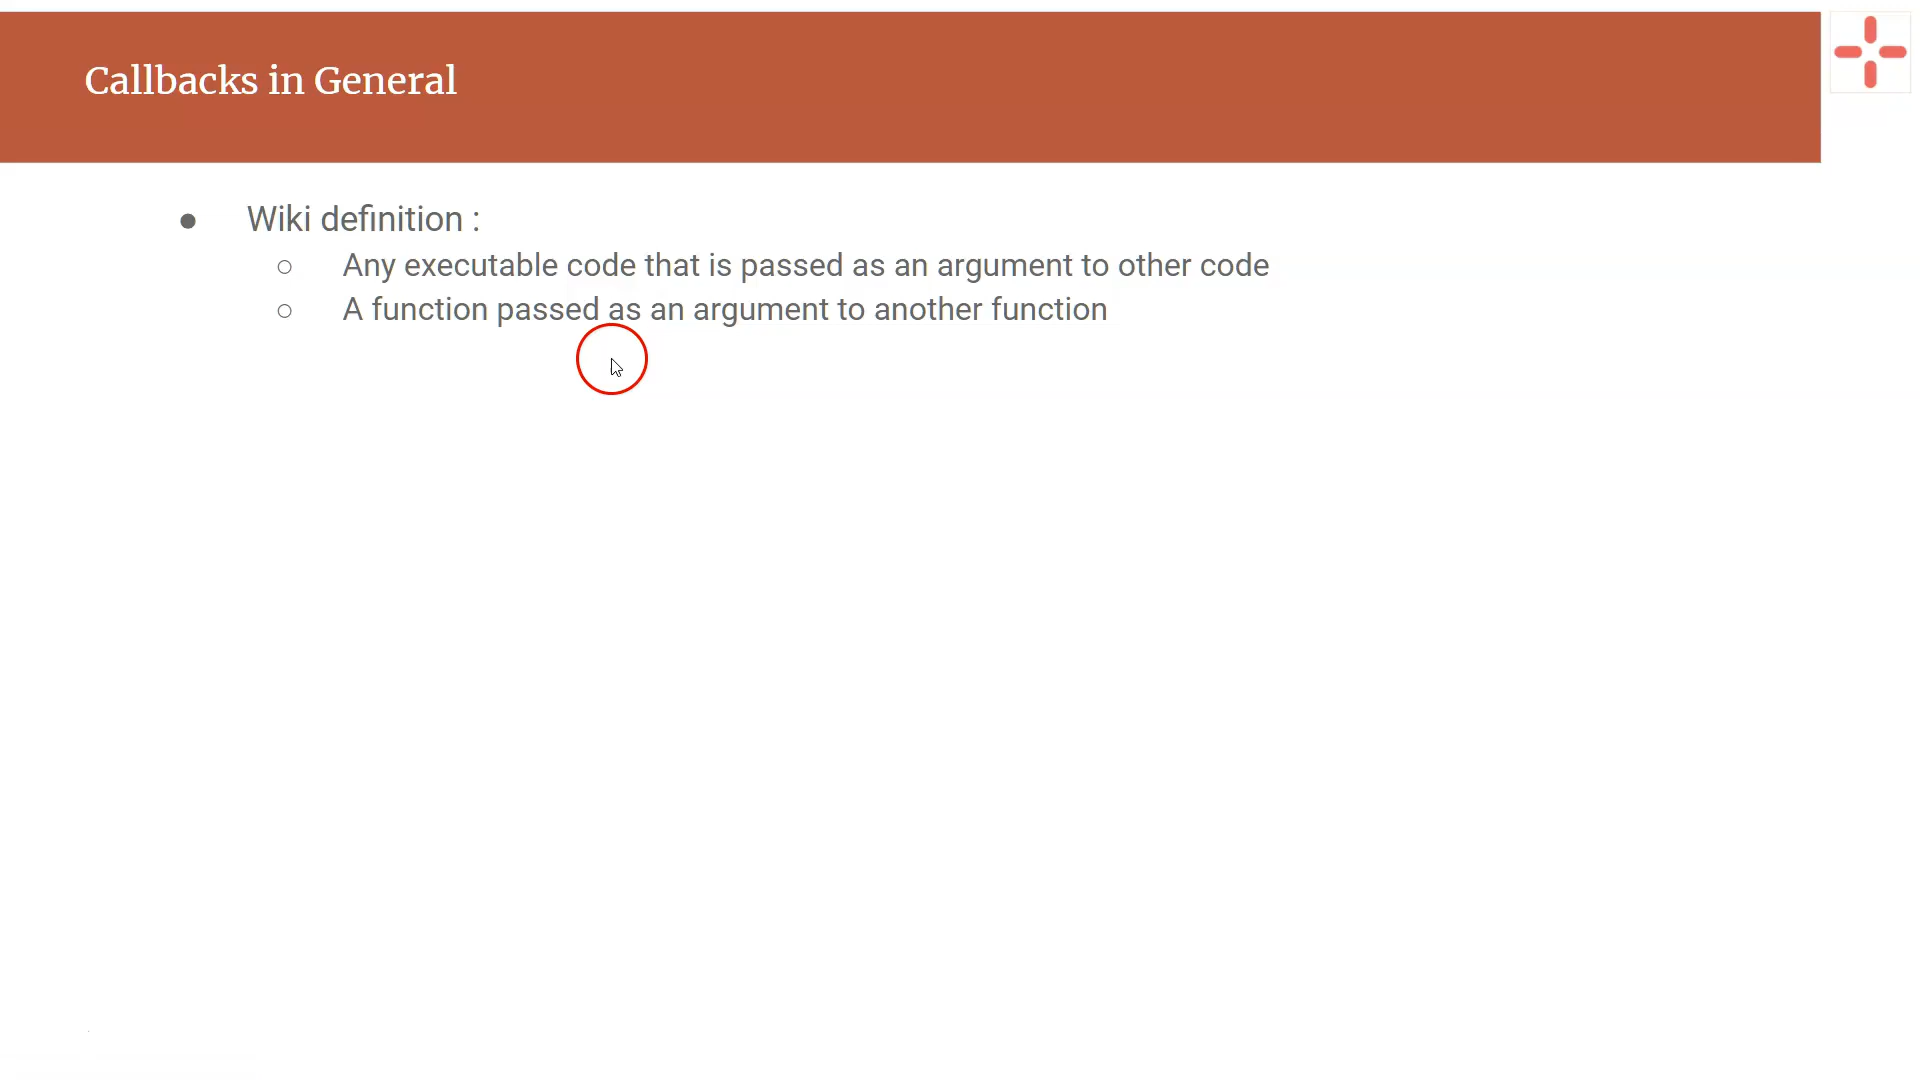 Callbacks in General
● Wiki definition :
○ Any executable code that is passed as an argument to other code
○ A function passed as an argument to another function